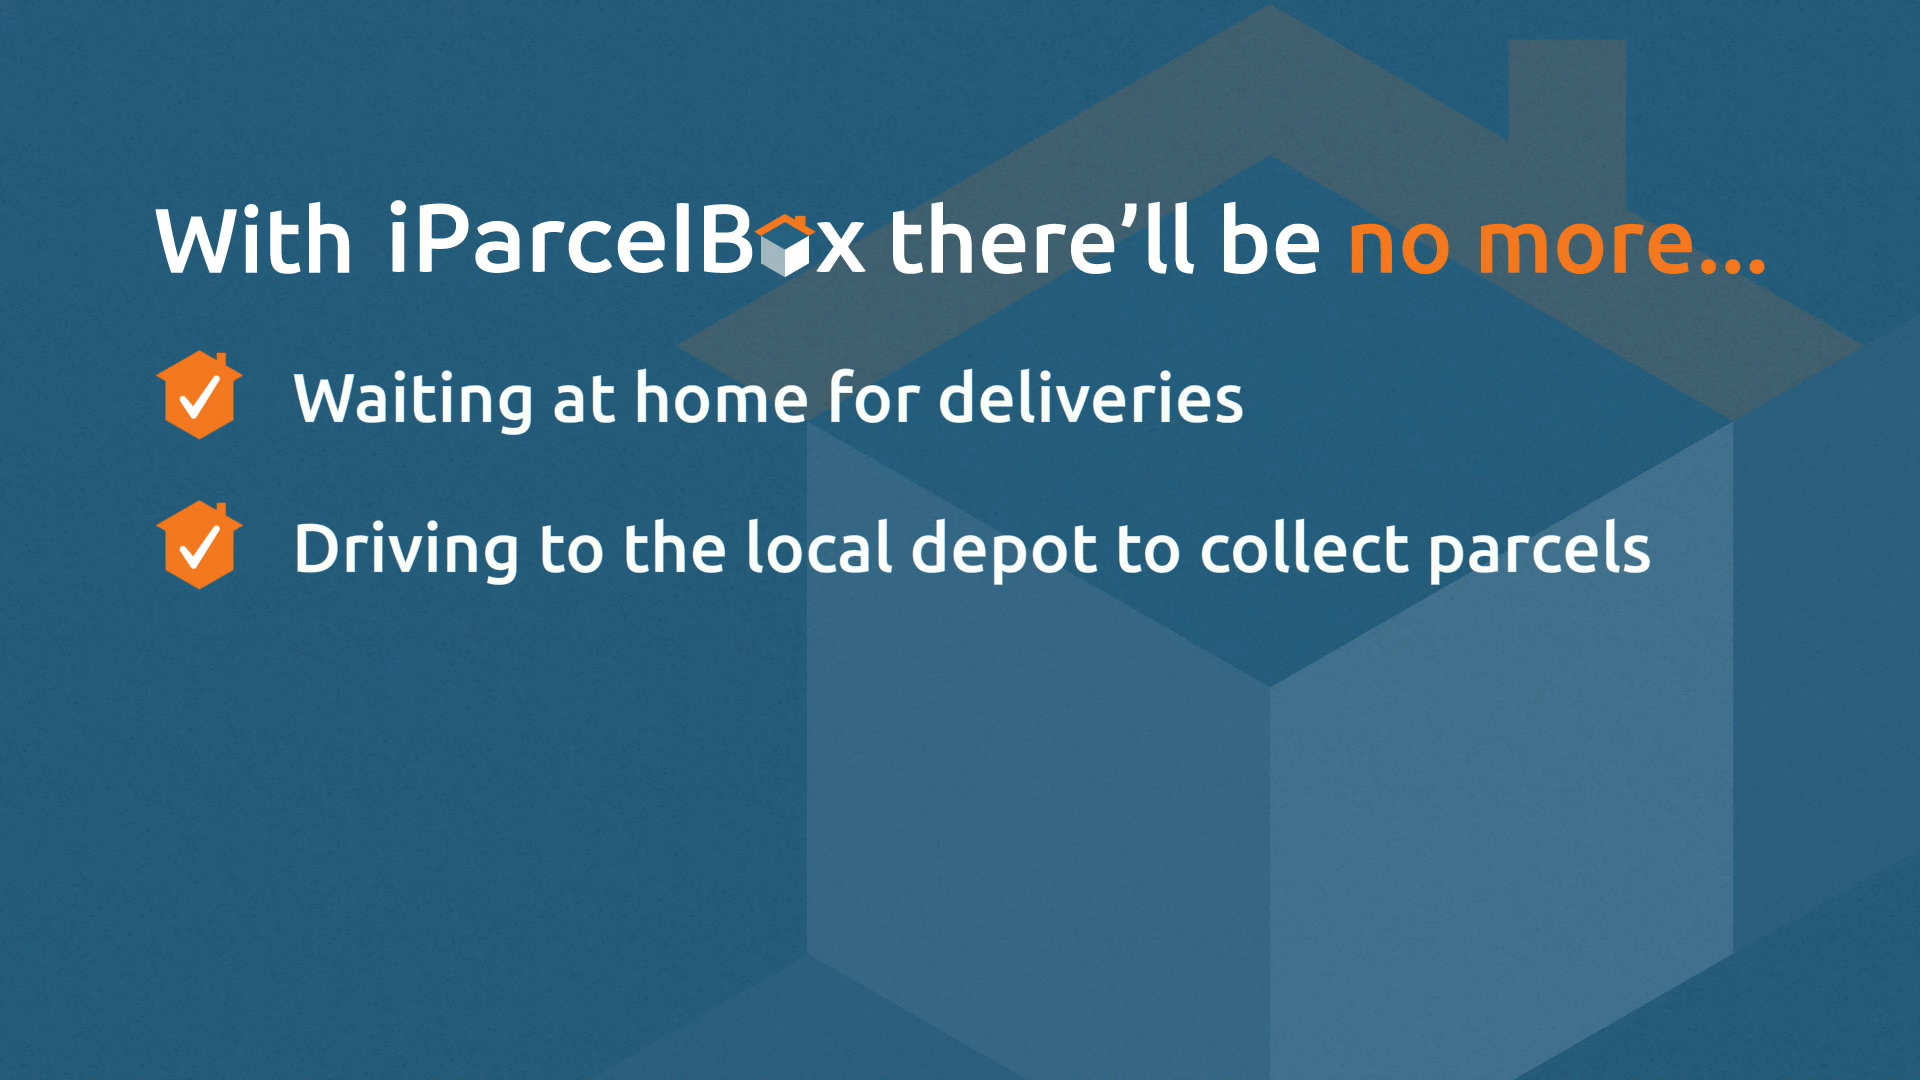 With iParcelBox there’ll be no more...
Waiting at home for deliveries
Driving to the local depot to collect parcels